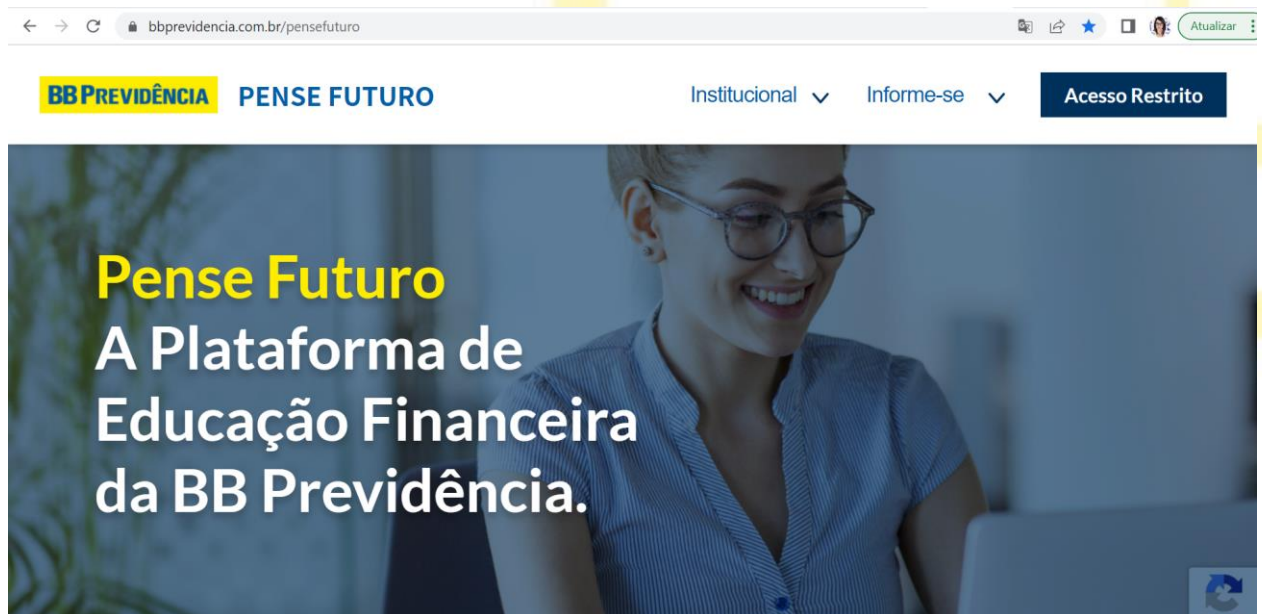 bbprevidencia.com.br/pensefuturo
Atualizar
BB PREVIDÊNCIA PENSE FUTURO
Institucional
Informe-se
Acesso Restrito
Pense Futuro
A Plataforma de
Educação Financeira
da BB Previdência.